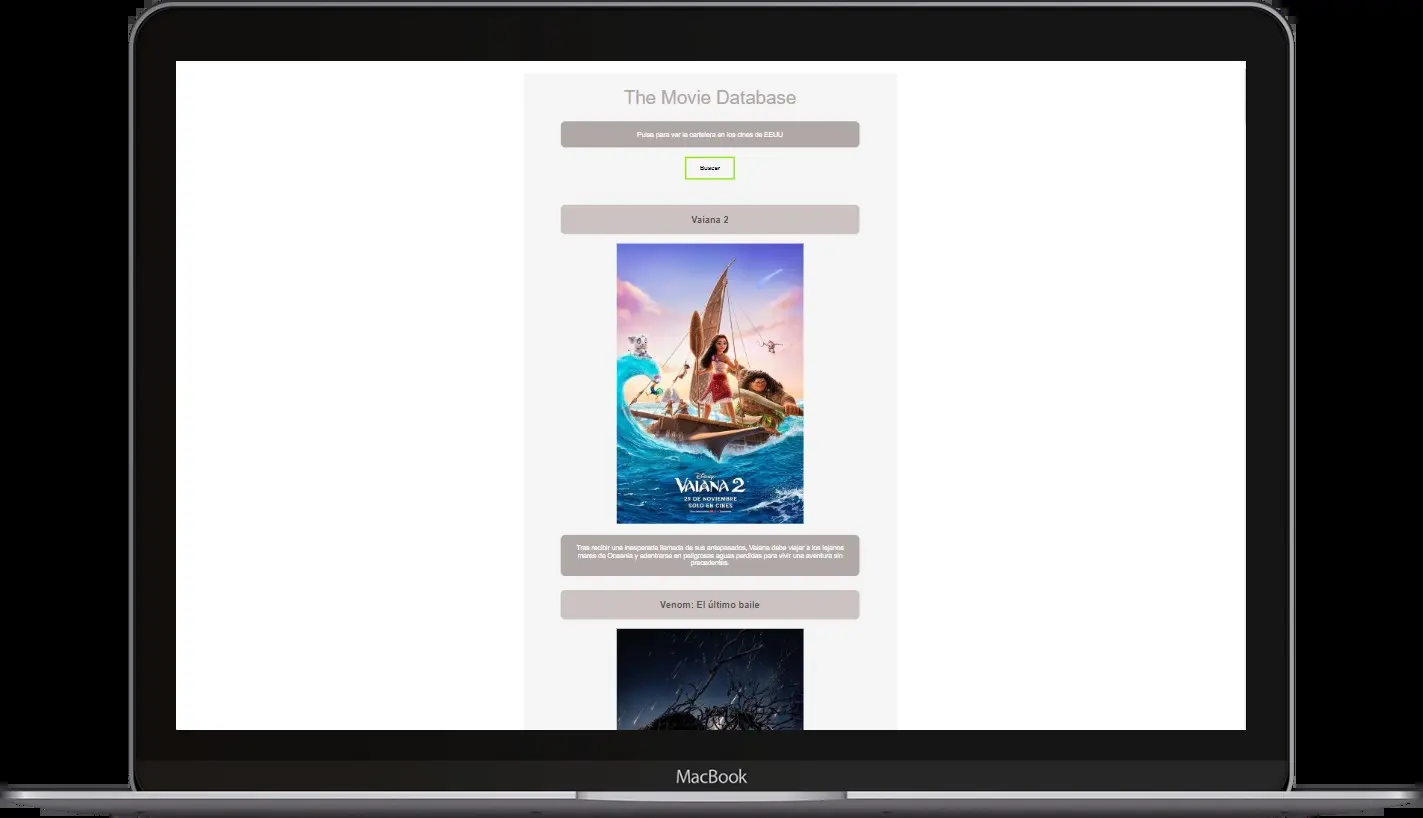 The Movie Database
Pulsa para ver la cartelera en los cines de EEUU
Buscar
Vaiana 2
Disney
VAIANA 2
29 DE NOVIEMBRE
SOLO EN CINES
Tras recibir una inesperada llamada de sus antepasados, Vaiana debe viajar a los lejanos
mares de Oceanía y adentrarse en peligrosas aguas perdidas para vivir una aventura sin
precedentes.
Venom: El último baile
MacBook